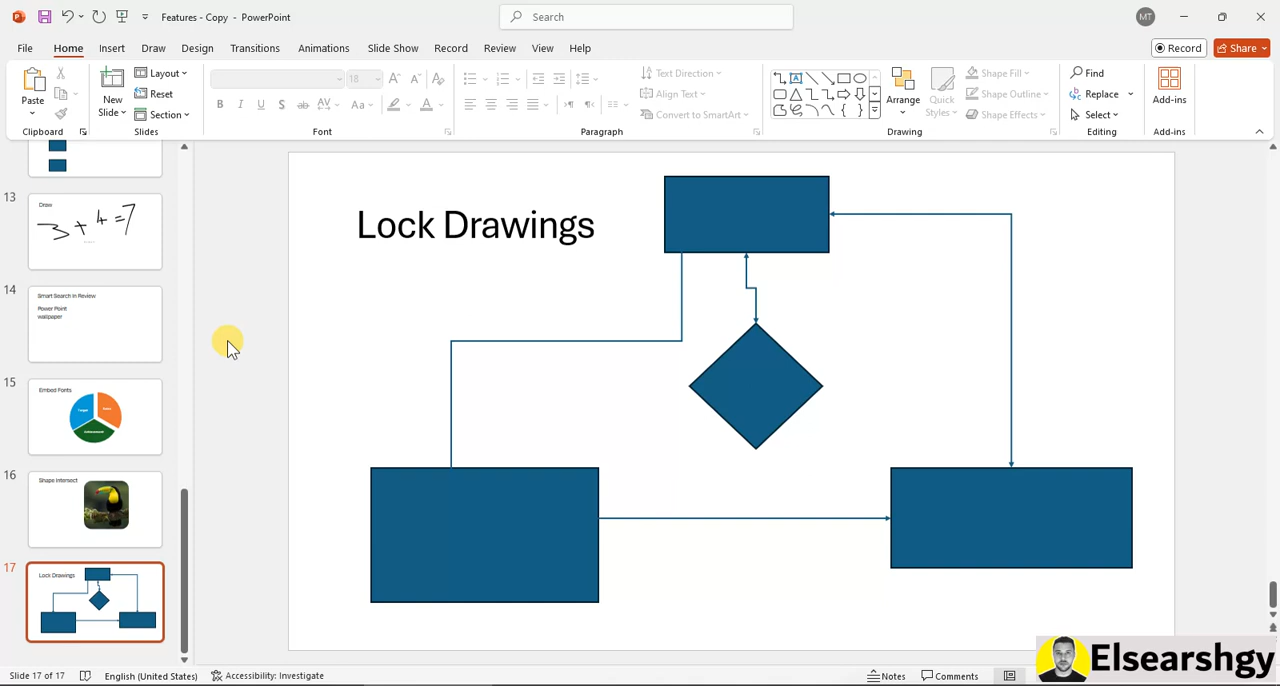 Features - Copy - PowerPoint
Search
MT
File Home Insert Draw Design Transitions Animations Slide Show Record Review View Help
Record Share
Paste
Clipboard
New Slide
Layout
Reset
Section
Slides
18
Font
Text Direction
Align Text
Convert to SmartArt
Paragraph
Arrange
Quick Styles
Shape Fill
Shape Outline
Shape Effects
Drawing
Find
Replace
Select
Editing
Add-ins
Add-ins
13
Draw
3 + 4 = 7
14
Smart Search in Review
Power Point
wallpaper
15
Embed Fonts
16
Shape Intersect
17
Lock Drawings
Lock Drawings
Slide 17 of 17 English (United States) Accessibility: Investigate
Notes Comments
Elsearshgy